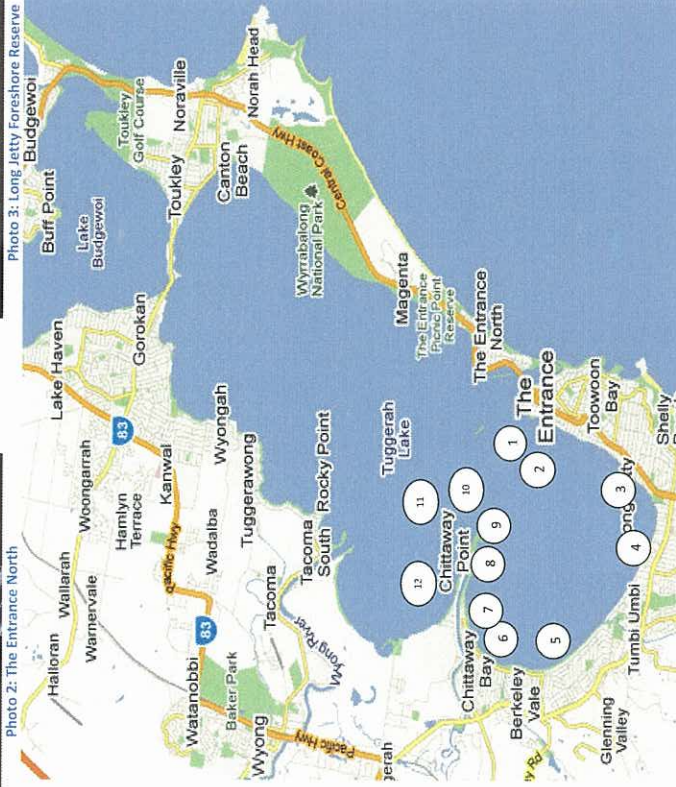 Photo 2: The Entrance North
Photo 3: Long Jetty Foreshore Reserve
Budgewoi
Buff Point
Lake
Budgewoi
Toukley
Golf Course
Noraville
Norah Head
Toukley
Canton
Beach
Central Coast Hwy
Wyrrabalong
National Park
Lake Haven
Gorokan
83
Woongarrah
Wallarah
Halloran
Warnervale
Hamlyn
Terrace
Kanwal
Pacific Hwy
Wadalba
Wyongah
Tuggerawong
83
Watanobbi
Baker Park
Wyong
Tacoma
Tacoma
South
Rocky Point
Wyong River
Pacific Hwy
gerah
Tuggerah
Lake
Magenta
The Entrance
Picnic Point
Reserve
The Entrance
North
The
Entrance
Toowoon
Bay
Shelly
Chittaway
Point
Chittaway
Bay
Berkeley
Vale
y Rd
Glenning
Valley
Tumbi Umbi
1
2
3
4
5
6
7
8
9
10
11
12